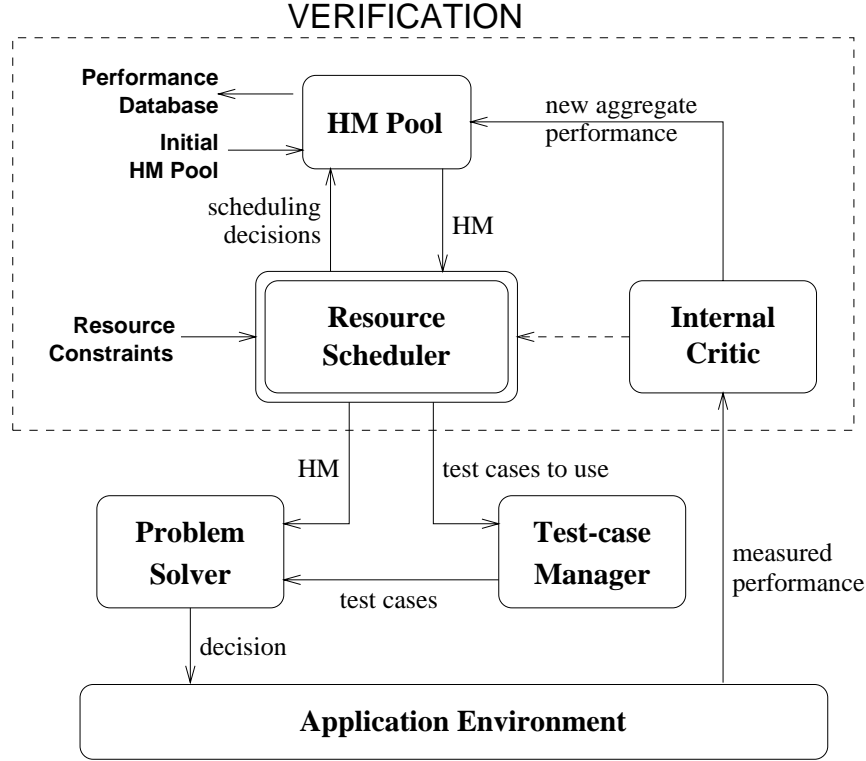 VERIFICATION
Performance
Database
HM Pool
new aggregate
performance
Initial
HM Pool
scheduling
decisions
HM
Resource
Constraints
Resource
Scheduler
Internal
Critic
HM
test cases to use
Problem
Solver
Test-case
Manager
measured
performance
test cases
decision
Application Environment